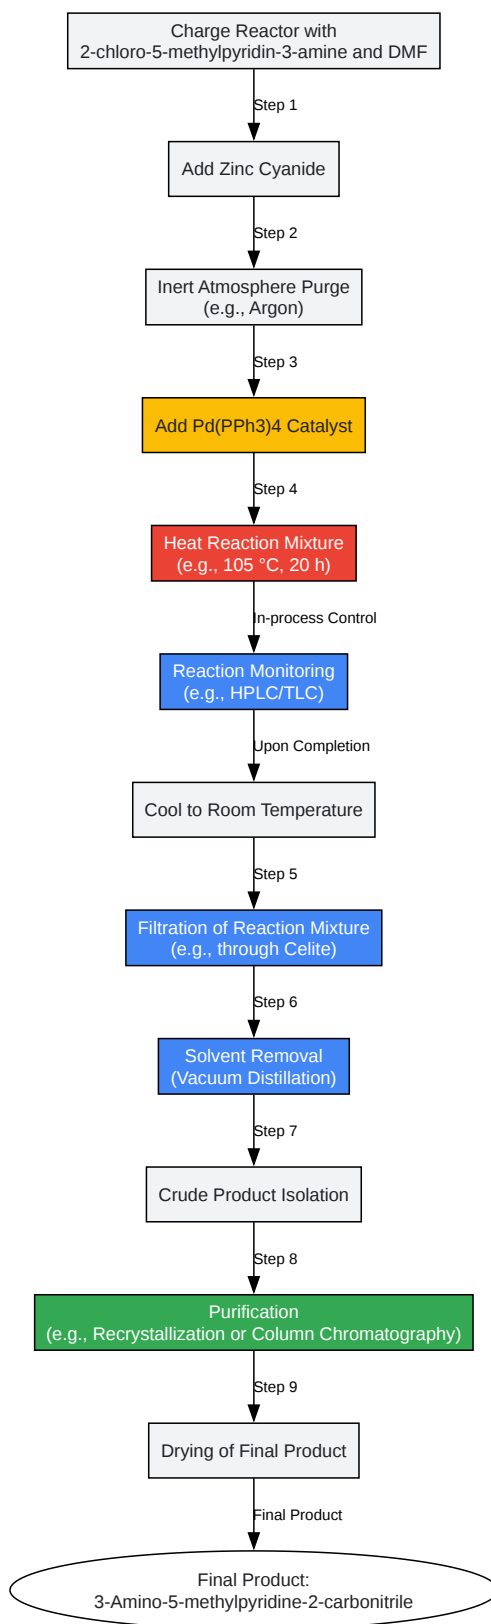 Charge Reactor with
2-chloro-5-methylpyridin-3-amine and DMF
Step 1
Add Zinc Cyanide
Step 2
Inert Atmosphere Purge
(e.g., Argon)
Step 3
Add Pd(PPh3)4 Catalyst
Step 4
Heat Reaction Mixture
(e.g., 105 °C, 20 h)
In-process Control
Reaction Monitoring
(e.g., HPLC/TLC)
Upon Completion
Cool to Room Temperature
Step 5
Filtration of Reaction Mixture
(e.g., through Celite)
Step 6
Solvent Removal
(Vacuum Distillation)
Step 7
Crude Product Isolation
Step 8
Purification
(e.g., Recrystallization or Column Chromatography)
Step 9
Drying of Final Product
Final Product
Final Product:
3-Amino-5-methylpyridine-2-carbonitrile